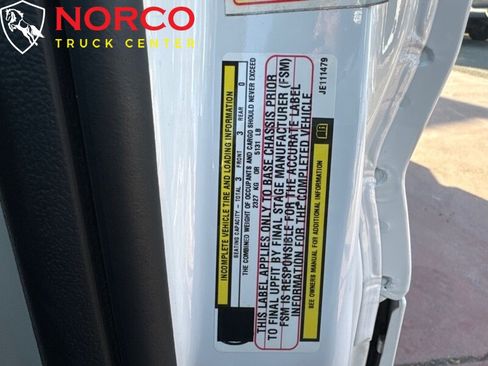 NORCO
TRUCK CENTER
INCOMPLETE VEHICLE TIRE AND LOADING INFORMATION
SEATING CAPACITY - TOTAL 3 FRONT 3 REAR 0
THE COMBINED WEIGHT OF OCCUPANTS AND CARGO SHOULD NEVER EXCEED
2327 KG OR 5131 LB
THIS LABEL APPLIES ONLY TO BASE CHASSIS PRIOR
TO FINAL UPFIT BY FINAL STAGE MANUFACTURER (FSM)
FSM IS RESPONSIBLE FOR THE ACCURATE LABEL
INFORMATION FOR THE COMPLETED VEHICLE.
SEE OWNERS MANUAL FOR ADDITIONAL INFORMATION
JE111479